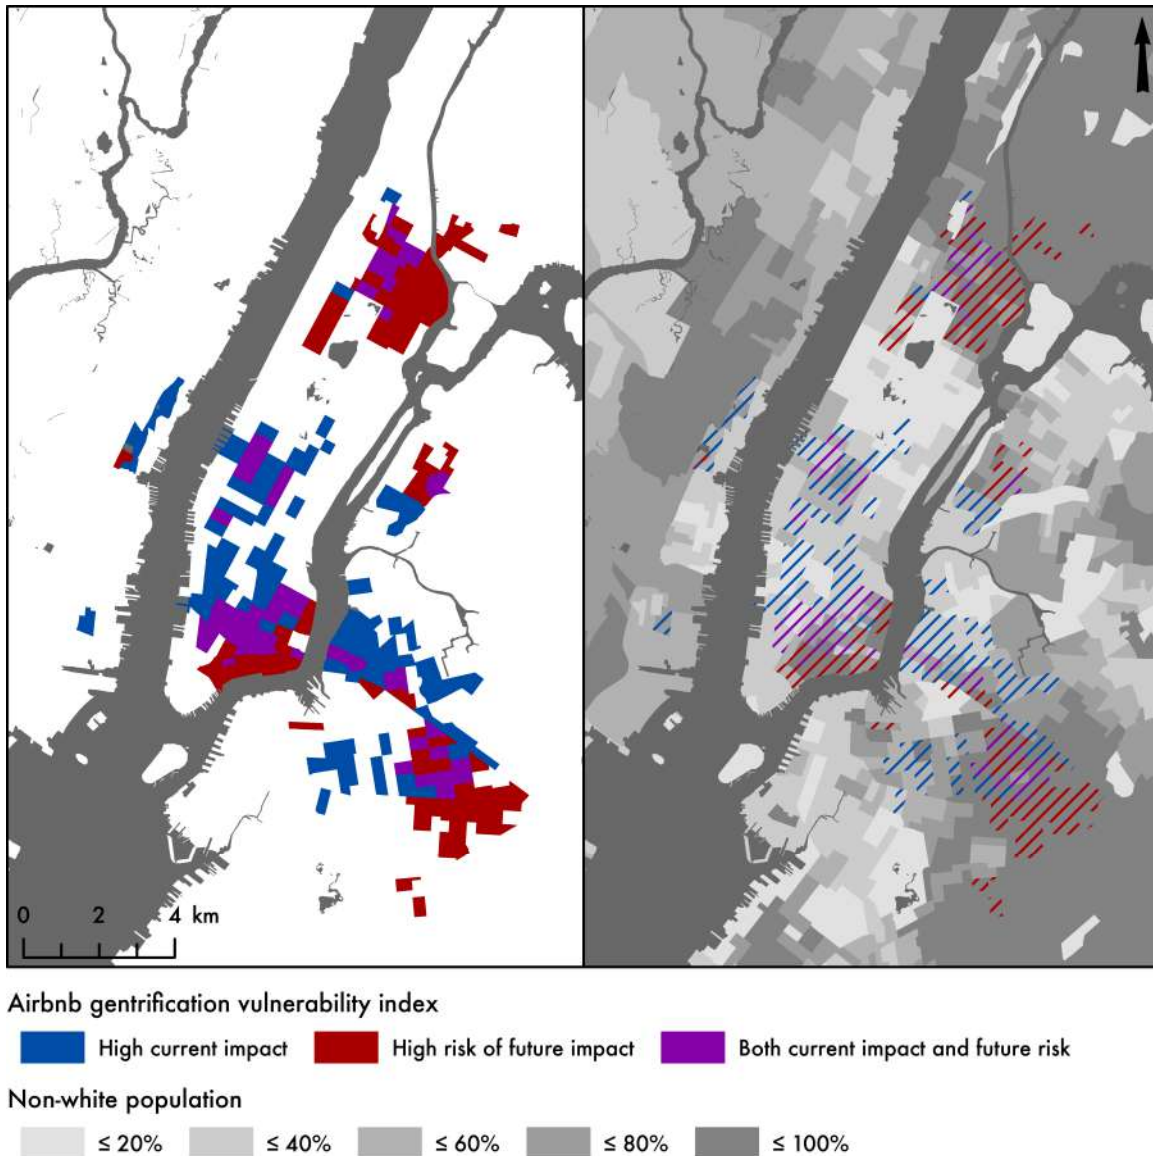 0 2 4 km
Airbnb gentrification vulnerability index
High current impact High risk of future impact Both current impact and future risk
Non-white population
≤ 20% ≤ 40% ≤ 60% ≤ 80% ≤ 100%